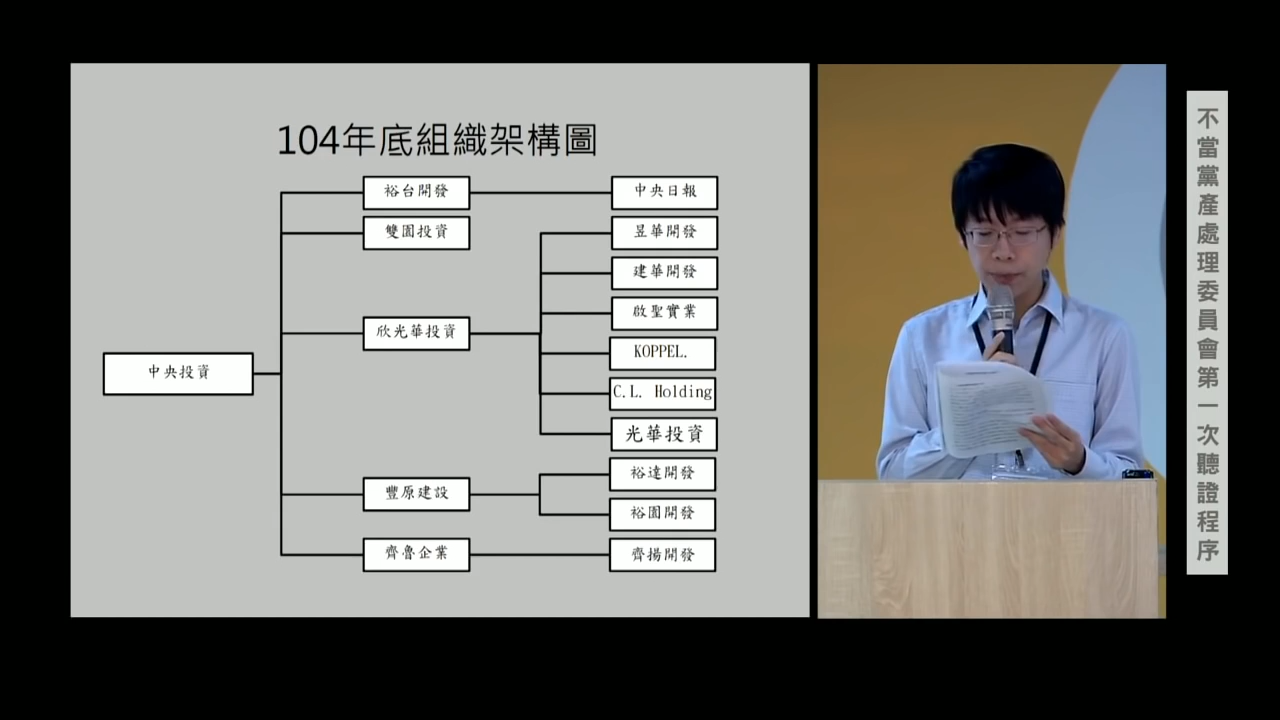 104年底組織架構圖
裕台開發
中央日報
雙園投資
昱華開發
建華開發
啟聖實業
欣光華投資
KOPPEL.
中央投資
C.L. Holding
光華投資
裕達開發
豐原建設
裕園開發
齊魯企業
齊揚開發
不當黨產處理委員會第一次聽證程序